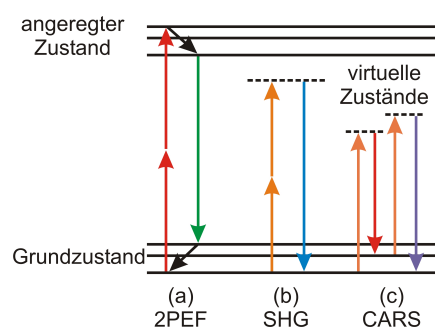 angeregter
Zustand
virtuelle
Zustände
Grundzustand
(a) (b) (c)
2PEF SHG CARS